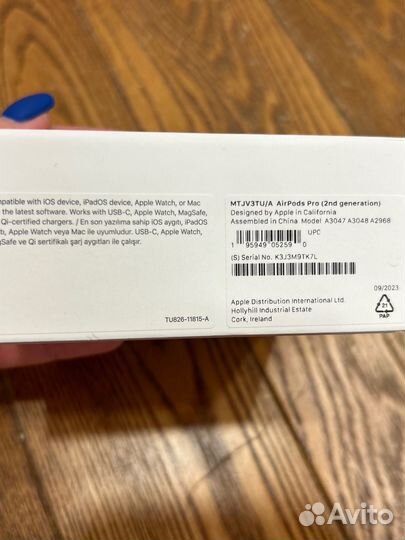 npatible with iOS device, iPadOS device, Apple Watch, or Mac
the latest software. Works with USB-C, Apple Watch, MagSafe,
Qi-certified chargers. / En son yazılıma sahip iOS aygıtı, iPadOS
tı, Apple Watch veya Mac ile uyumludur. USB-C, Apple Watch,
gSafe ve Qi sertifikalı şarj aygıtları ile çalışır.
TU826-11815-A
MTJV3TU/A AirPods Pro (2nd generation)
Designed by Apple in California
Assembled in China Model A3047 A3048 A2968
UPC
1 95949 05259 0
(S) Serial No. K3J3M9TK7L
09/2023
Apple Distribution International Ltd.
Hollyhill Industrial Estate
Cork, Ireland
21
PAP
Avito